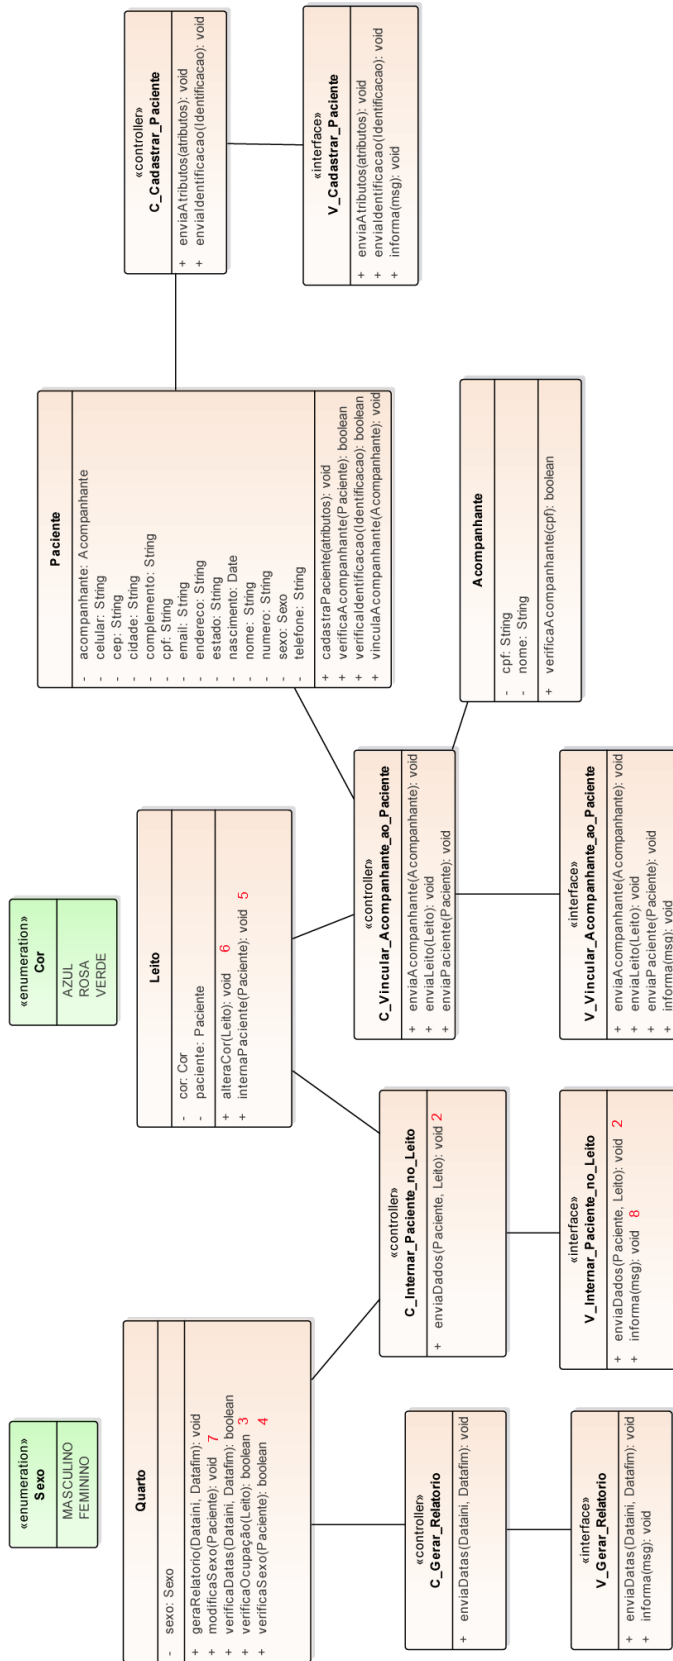 «enumeration»
Sexo
MASCULINO
FEMININO
«enumeration»
Cor
AZUL
ROSA
VERDE
Quarto
- sexo: Sexo
+ geraRelatorio(Dataini, Datafim): void
+ modificaSexo(Paciente): void 7
+ verificaDatas(Dataini, Datafim): boolean
+ verificaOcupação(Leito): boolean 3
+ verificaSexo(Paciente): boolean 4
Leito
- cor: Cor
- paciente: Paciente
+ alteraCor(Leito): void 6
+ internaPaciente(Paciente): void 5
Paciente
- acompanhante: Acompanhante
- celular: String
- cep: String
- cidade: String
- complemento: String
- cpf: String
- email: String
- endereco: String
- estado: String
- nascimento: Date
- nome: String
- numero: String
- sexo: Sexo
- telefone: String
+ cadastraPaciente(atributos): void
+ verificaAcompanhante(Paciente): boolean
+ verificaIdentificacao(Identificacao): boolean
+ vinculaAcompanhante(Acompanhante): void
«controller»
C_Cadastrar_Paciente
+ enviaAtributos(atributos): void
+ enviaIdentificacao(Identificacao): void
«interface»
V_Cadastrar_Paciente
+ enviaAtributos(atributos): void
+ enviaIdentificacao(Identificacao): void
+ informa(msg): void
«controller»
C_Gerar_Relatorio
+ enviaDatas(Dataini, Datafim): void
«controller»
C_Internar_Paciente_no_Leito
+ enviaDados(Paciente, Leito): void 2
«controller»
C_Vincular_Acompanhante_ao_Paciente
+ enviaAcompanhante(Acompanhante): void
+ enviaLeito(Leito): void
+ enviaPaciente(Paciente): void
Acompanhante
- cpf: String
- nome: String
+ verificaAcompanhante(cpf): boolean
«interface»
V_Gerar_Relatorio
+ enviaDatas(Dataini, Datafim): void
+ informa(msg): void
«interface»
V_Internar_Paciente_no_Leito
+ enviaDados(Paciente, Leito): void 2
+ informa(msg): void 8
«interface»
V_Vincular_Acompanhante_ao_Paciente
+ enviaAcompanhante(Acompanhante): void
+ enviaLeito(Leito): void
+ enviaPaciente(Paciente): void
+ informa(msg): void